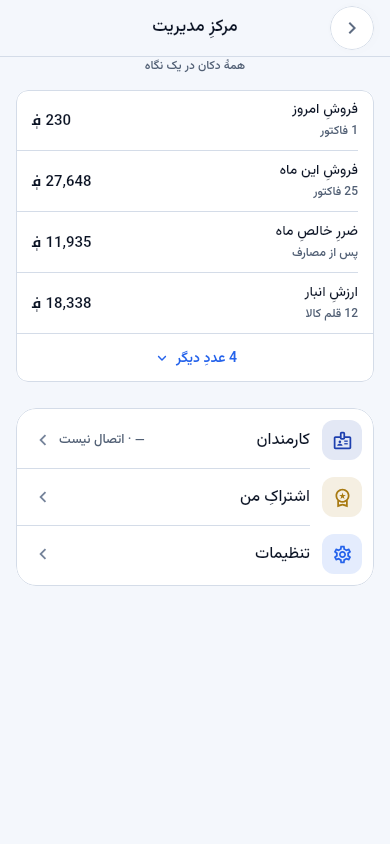 مرکزِ مدیریت
همهٔ دکان در یک نگاه
فروشِ امروز
230 ؋
1 فاکتور
فروشِ این ماه
27,648 ؋
25 فاکتور
ضررِ خالصِ ماه
11,935 ؋
پس از مصارف
ارزشِ انبار
18,338 ؋
12 قلم کالا
4 عددِ دیگر
کارمندان
— · اتصال نیست
اشتراکِ من
تنظیمات